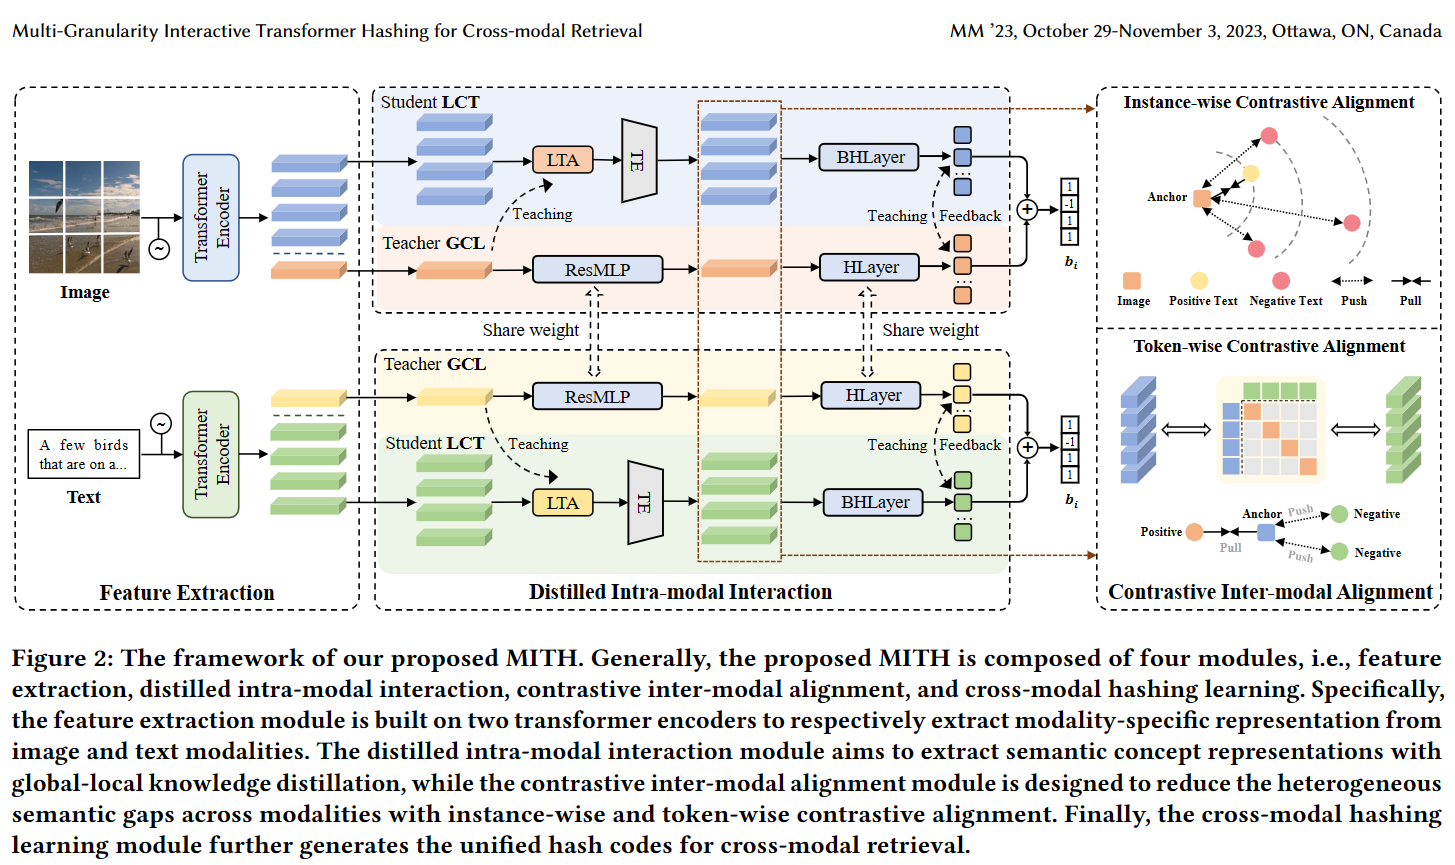 Multi-Granularity Interactive Transformer Hashing for Cross-modal Retrieval
MM ’23, October 29-November 3, 2023, Ottawa, ON, Canada
Image
~
Transformer
Encoder
A few birds
that are on a...
Text
~
Transformer
Encoder
Feature Extraction
Student LCT
LTA
TE
Teaching
BHLayer
...
Teaching
Feedback
Teacher GCL
ResMLP
HLayer
...
+
1
-1
1
1
bi
Share weight
Share weight
Teacher GCL
ResMLP
HLayer
...
Teaching
Student LCT
LTA
TE
Teaching
Feedback
BHLayer
...
+
1
-1
1
1
bi
Distilled Intra-modal Interaction
Instance-wise Contrastive Alignment
Anchor
Image
Positive Text
Negative Text
Push
Pull
Token-wise Contrastive Alignment
Positive
Pull
Anchor
Push
Negative
Push
Negative
Contrastive Inter-modal Alignment
Figure 2: The framework of our proposed MITH. Generally, the proposed MITH is composed of four modules, i.e., feature
extraction, distilled intra-modal interaction, contrastive inter-modal alignment, and cross-modal hashing learning. Specifically,
the feature extraction module is built on two transformer encoders to respectively extract modality-specific representation from
image and text modalities. The distilled intra-modal interaction module aims to extract semantic concept representations with
global-local knowledge distillation, while the contrastive inter-modal alignment module is designed to reduce the heterogeneous
semantic gaps across modalities with instance-wise and token-wise contrastive alignment. Finally, the cross-modal hashing
learning module further generates the unified hash codes for cross-modal retrieval.